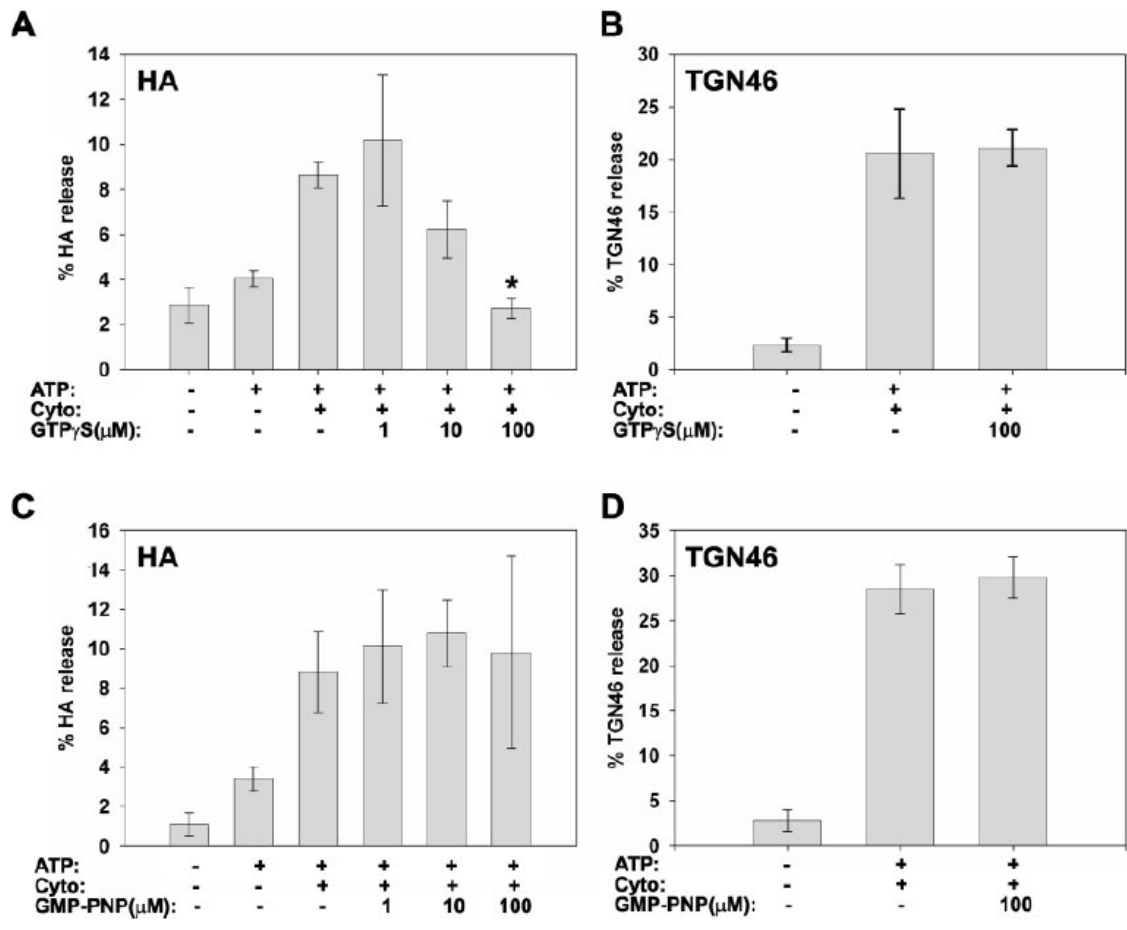 A
HA
% HA release
14
12
10
8
6
4
2
0
*
ATP: - + + + + +
Cyto: - - + + + +
GTPγS(μM): - - - 1 10 100
B
TGN46
% TGN46 release
30
25
20
15
10
5
0
ATP: - + +
Cyto: - + +
GTPγS(μM): - - 100
C
HA
% HA release
16
14
12
10
8
6
4
2
0
ATP: - + + + + +
Cyto: - - + + + +
GMP-PNP(μM): - - - 1 10 100
D
TGN46
% TGN46 release
35
30
25
20
15
10
5
0
ATP: - + +
Cyto: - + +
GMP-PNP(μM): - - 100